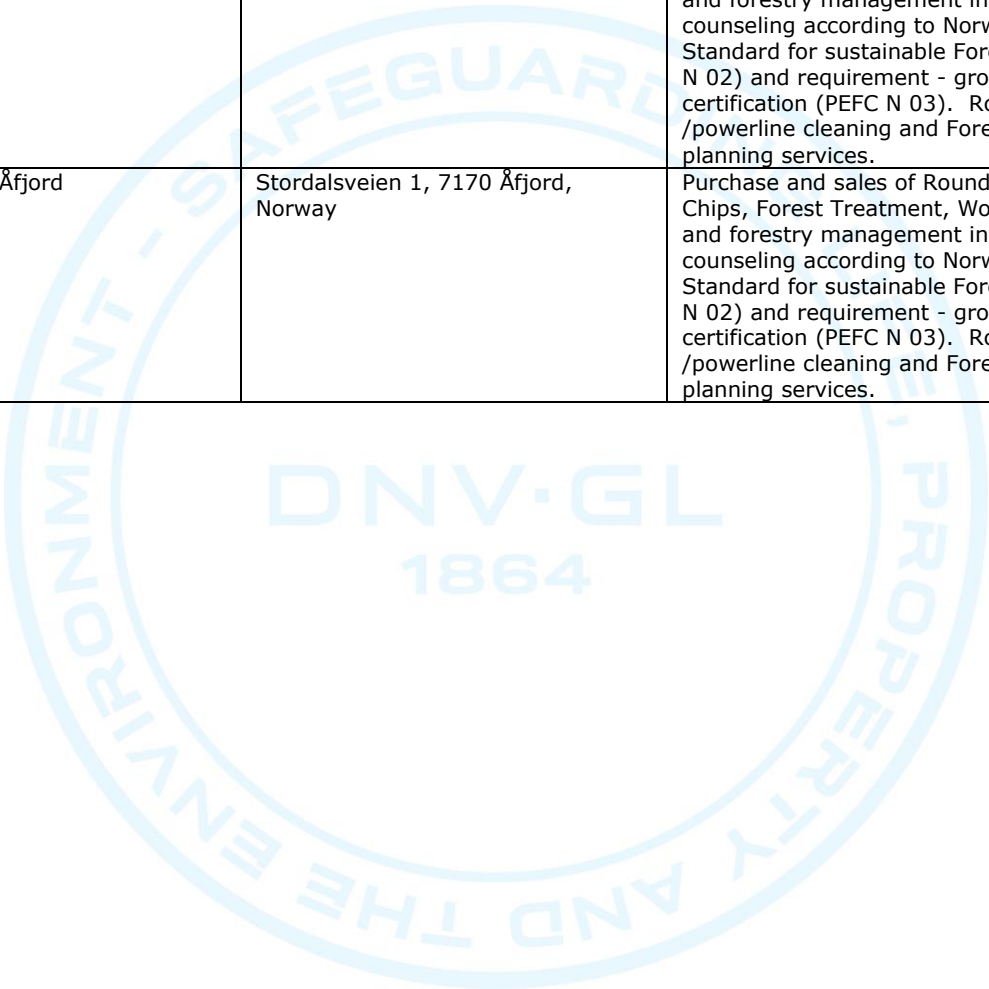 and forestry management in
counseling according to Norw
Standard for sustainable Fore
N 02) and requirement - gro
certification (PEFC N 03). Ro
/powerline cleaning and Fore
planning services.
Åfjord
Stordalsveien 1, 7170 Åfjord,
Norway
Purchase and sales of Round
Chips, Forest Treatment, Wo
and forestry management in
counseling according to Norw
Standard for sustainable Fore
N 02) and requirement - gro
certification (PEFC N 03). Ro
/powerline cleaning and Fore
planning services.
SAFEGUARDING LIFE, PROPERTY AND THE ENVIRONMENT
DNV·GL
1864